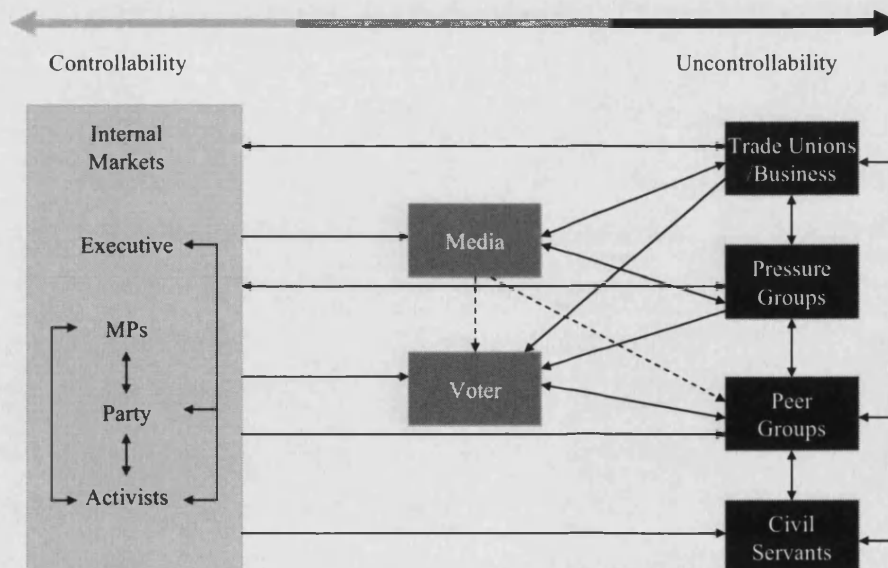 Controllability
Uncontrollability
Internal
Markets
Executive
MPs
Party
Activists
Media
Voter
Trade Unions
/Business
Pressure
Groups
Peer
Groups
Civil
Servants